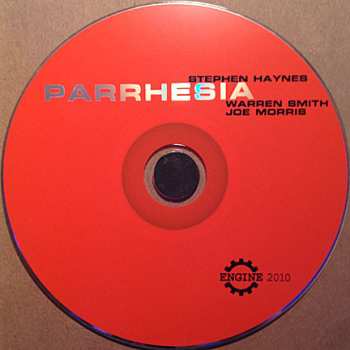 STEPHEN HAYNES
PARRHESIA
WARREN SMITH
JOE MORRIS
ENGINE 2010